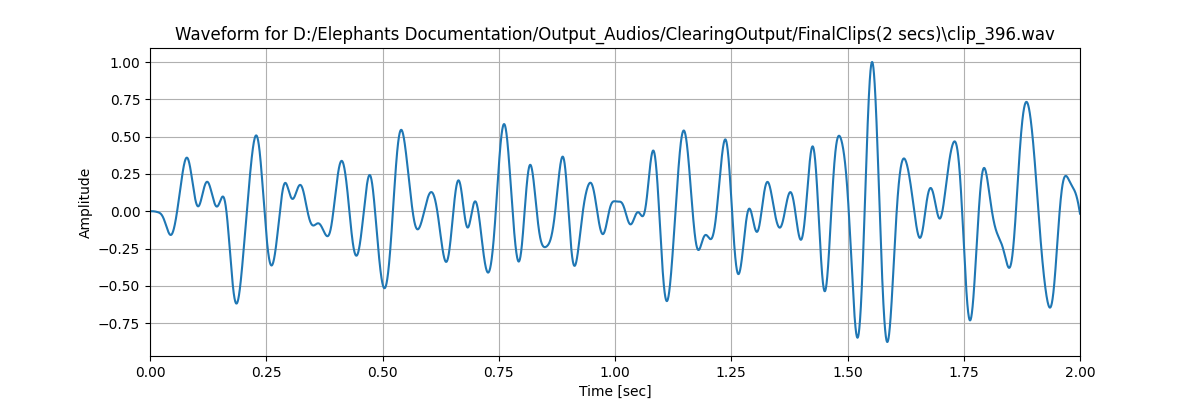 Waveform for D:/Elephants Documentation/Output_Audios/ClearingOutput/FinalClips(2 secs)\clip_396.wav
1.00
0.75
0.50
0.25
0.00
−0.25
−0.50
−0.75
Amplitude
0.00 0.25 0.50 0.75 1.00 1.25 1.50 1.75 2.00
Time [sec]